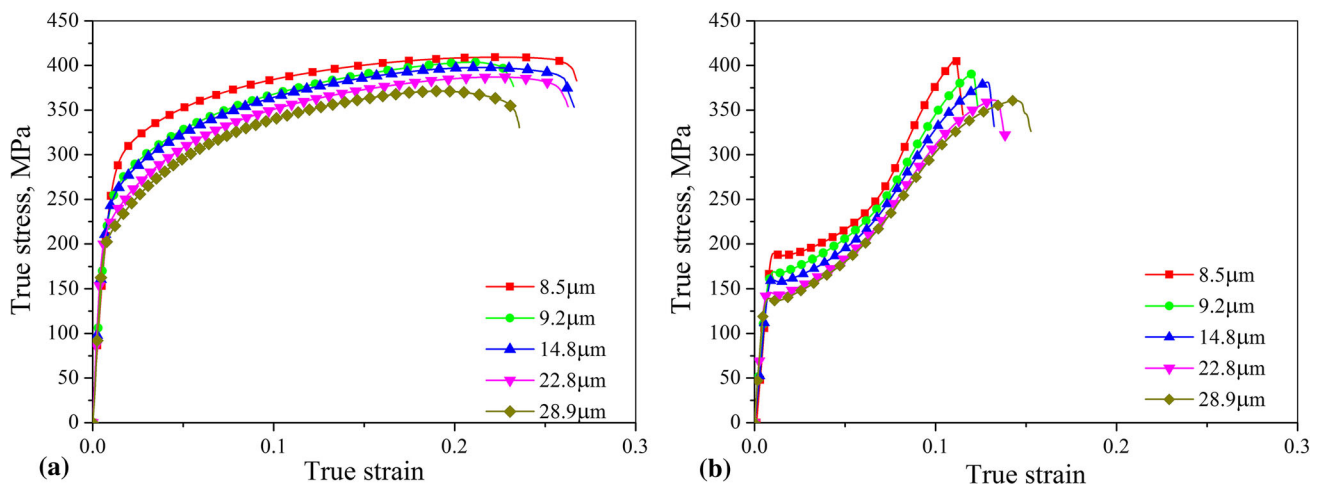 450
400
350
300
250
200
150
100
50
0
True stress, MPa
0.0 0.1 0.2 0.3
True strain
8.5μm
9.2μm
14.8μm
22.8μm
28.9μm
(a)
450
400
350
300
250
200
150
100
50
0
True stress, MPa
0.0 0.1 0.2 0.3
True strain
8.5μm
9.2μm
14.8μm
22.8μm
28.9μm
(b)